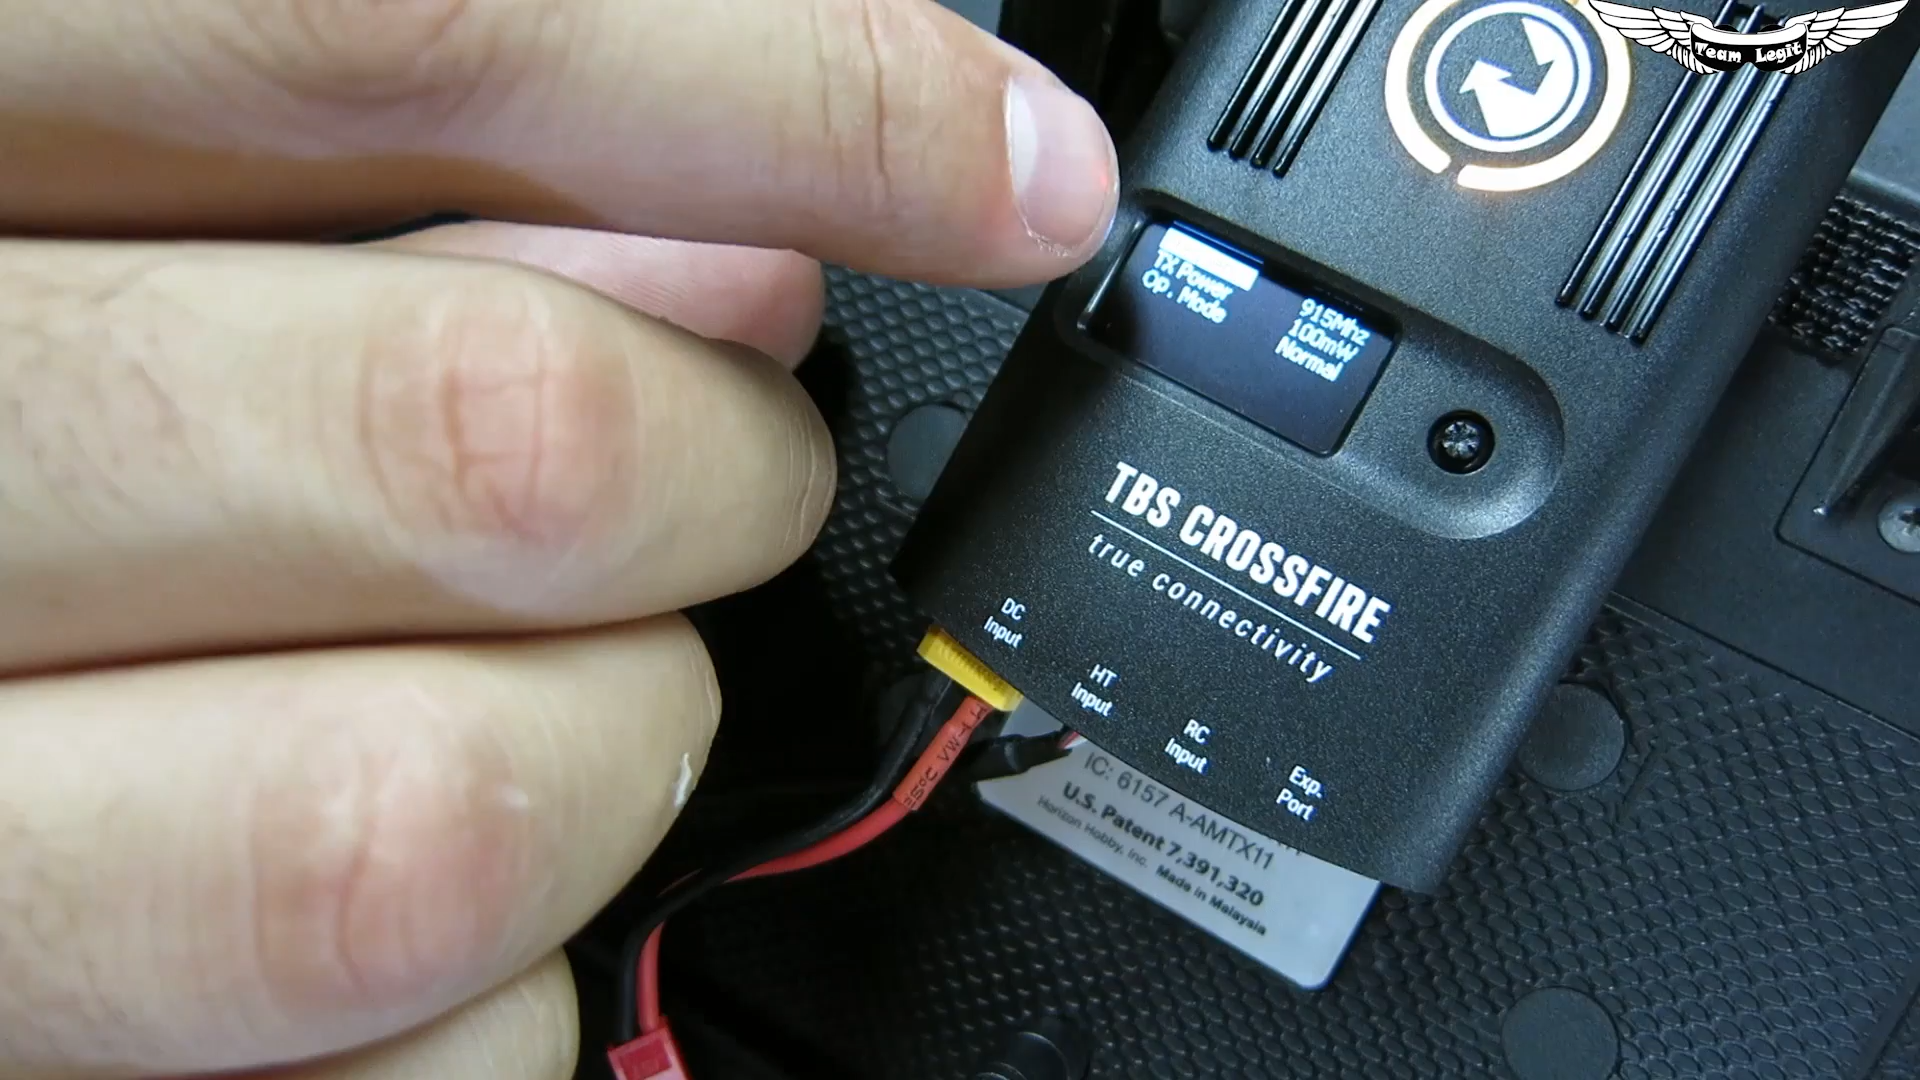 Team Legit
TX Power
Op. Mode
915Mhz
100mW
Normal
TBS CROSSFIRE
true connectivity
DC
Input
HT
Input
RC
Input
Exp.
Port
IC: 6157 A-AMTX11
U.S. Patent 7,391,320
Horizon Hobby, Inc. Made in Malaysia